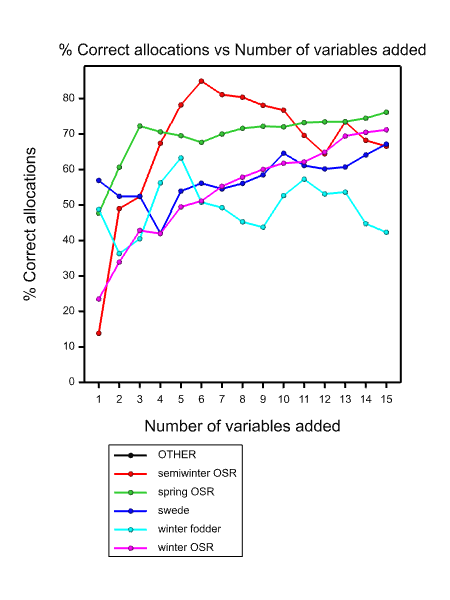 % Correct allocations vs Number of variables added
% Correct allocations
80
70
60
50
40
30
20
10
0
1 2 3 4 5 6 7 8 9 10 11 12 13 14 15
Number of variables added
OTHER
semiwinter OSR
spring OSR
swede
winter fodder
winter OSR